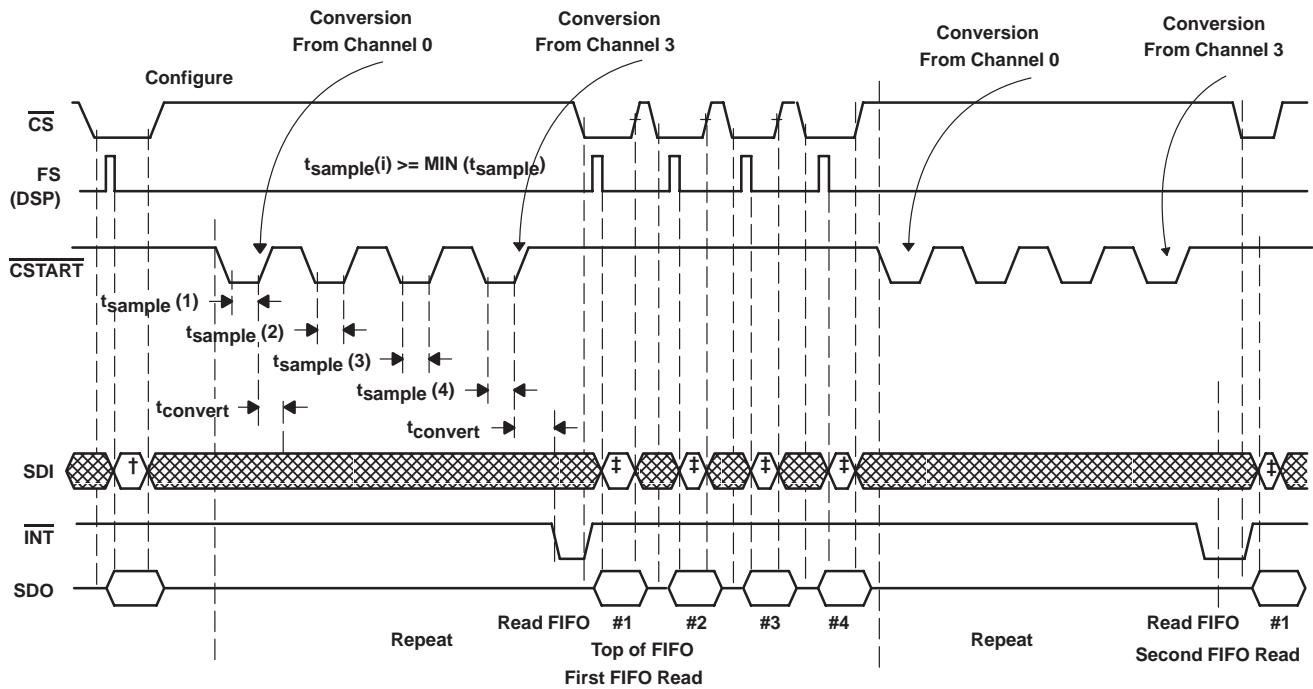 Conversion
From Channel 0
Conversion
From Channel 3
Conversion
From Channel 0
Conversion
From Channel 3
Configure
CS
FS
(DSP)
tsample(i) >= MIN (tsample)
CSTART
tsample (1)
tsample (2)
tsample (3)
tsample (4)
tconvert
tconvert
SDI
†
‡
‡
‡
‡
‡
INT
SDO
Repeat
Read FIFO
#1
#2
#3
#4
Top of FIFO
First FIFO Read
Repeat
Read FIFO
#1
Second FIFO Read